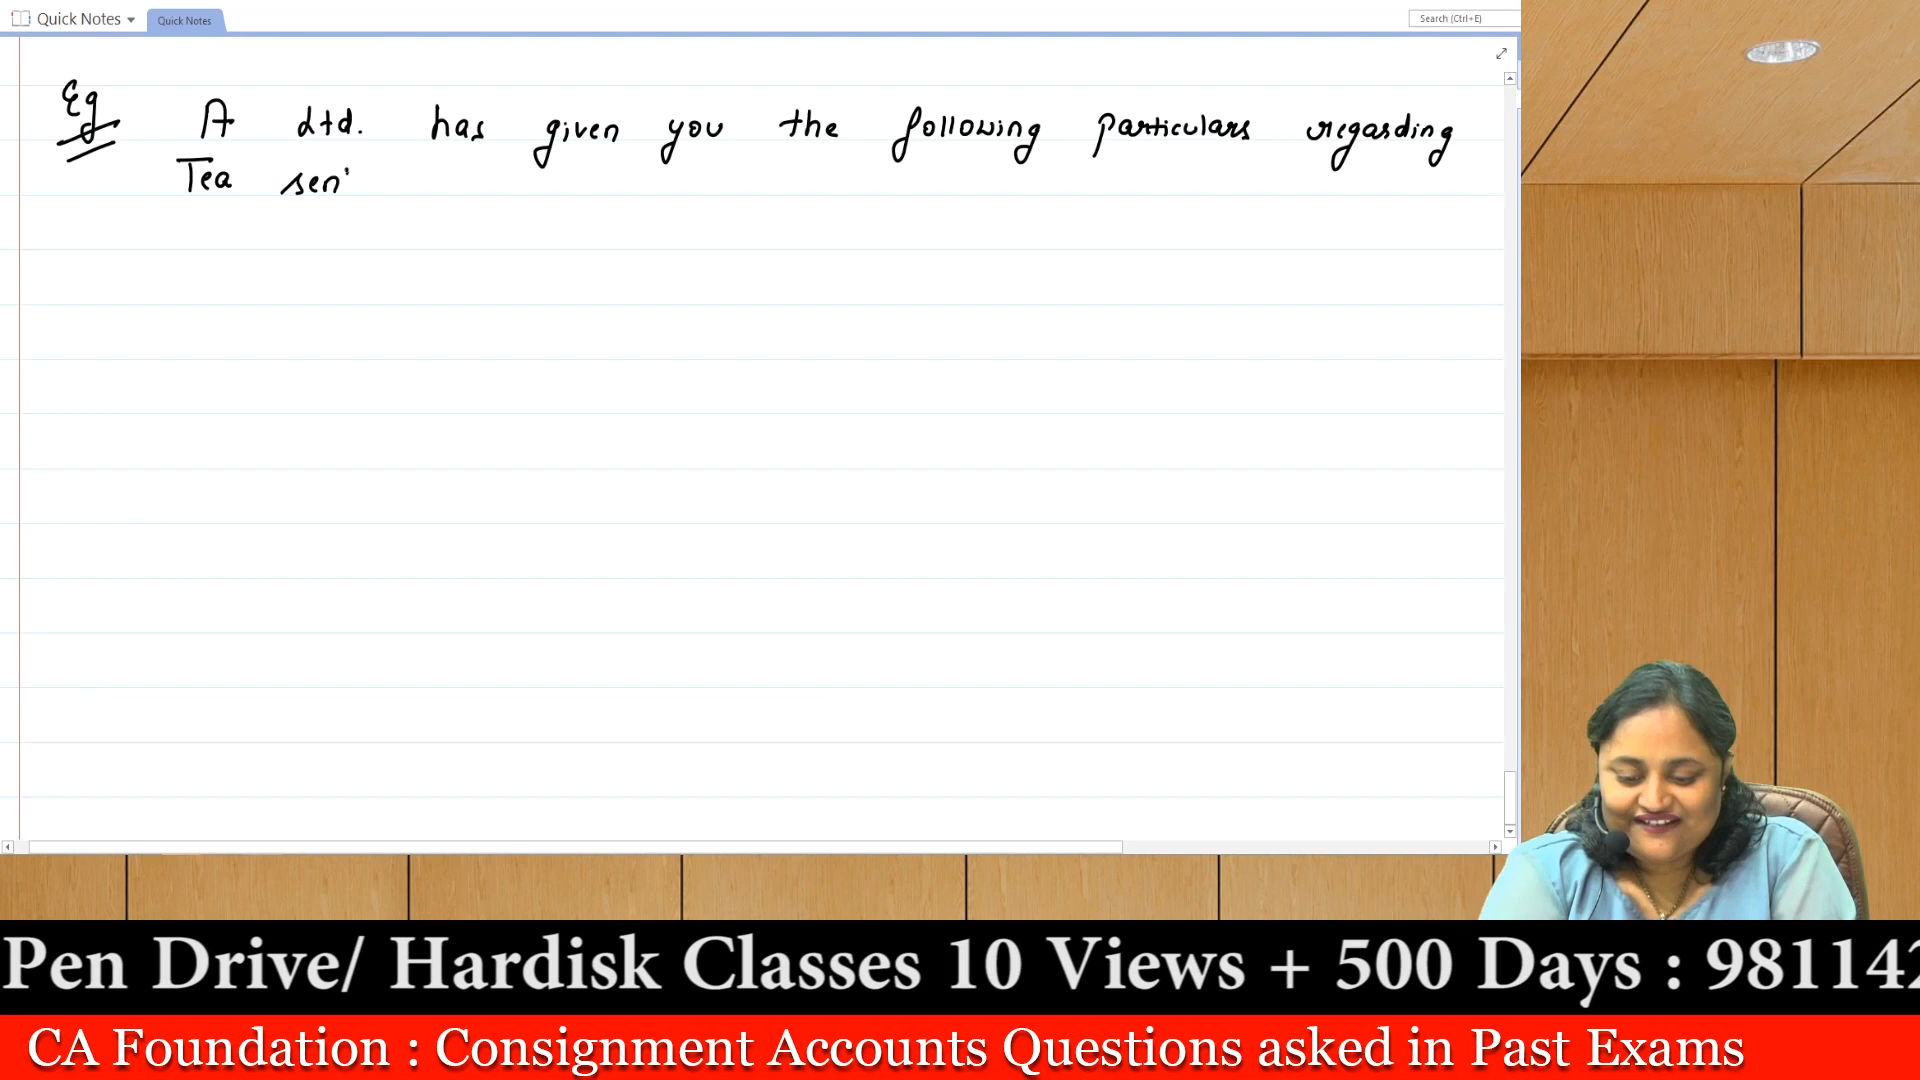 Quick Notes
Quick Notes
Search (Ctrl+E)
Eg A Ltd. has given you the following particulars regarding
Tea sen
Pen Drive/ Hardisk Classes 10 Views + 500 Days : 981142
CA Foundation : Consignment Accounts Questions asked in Past Exams